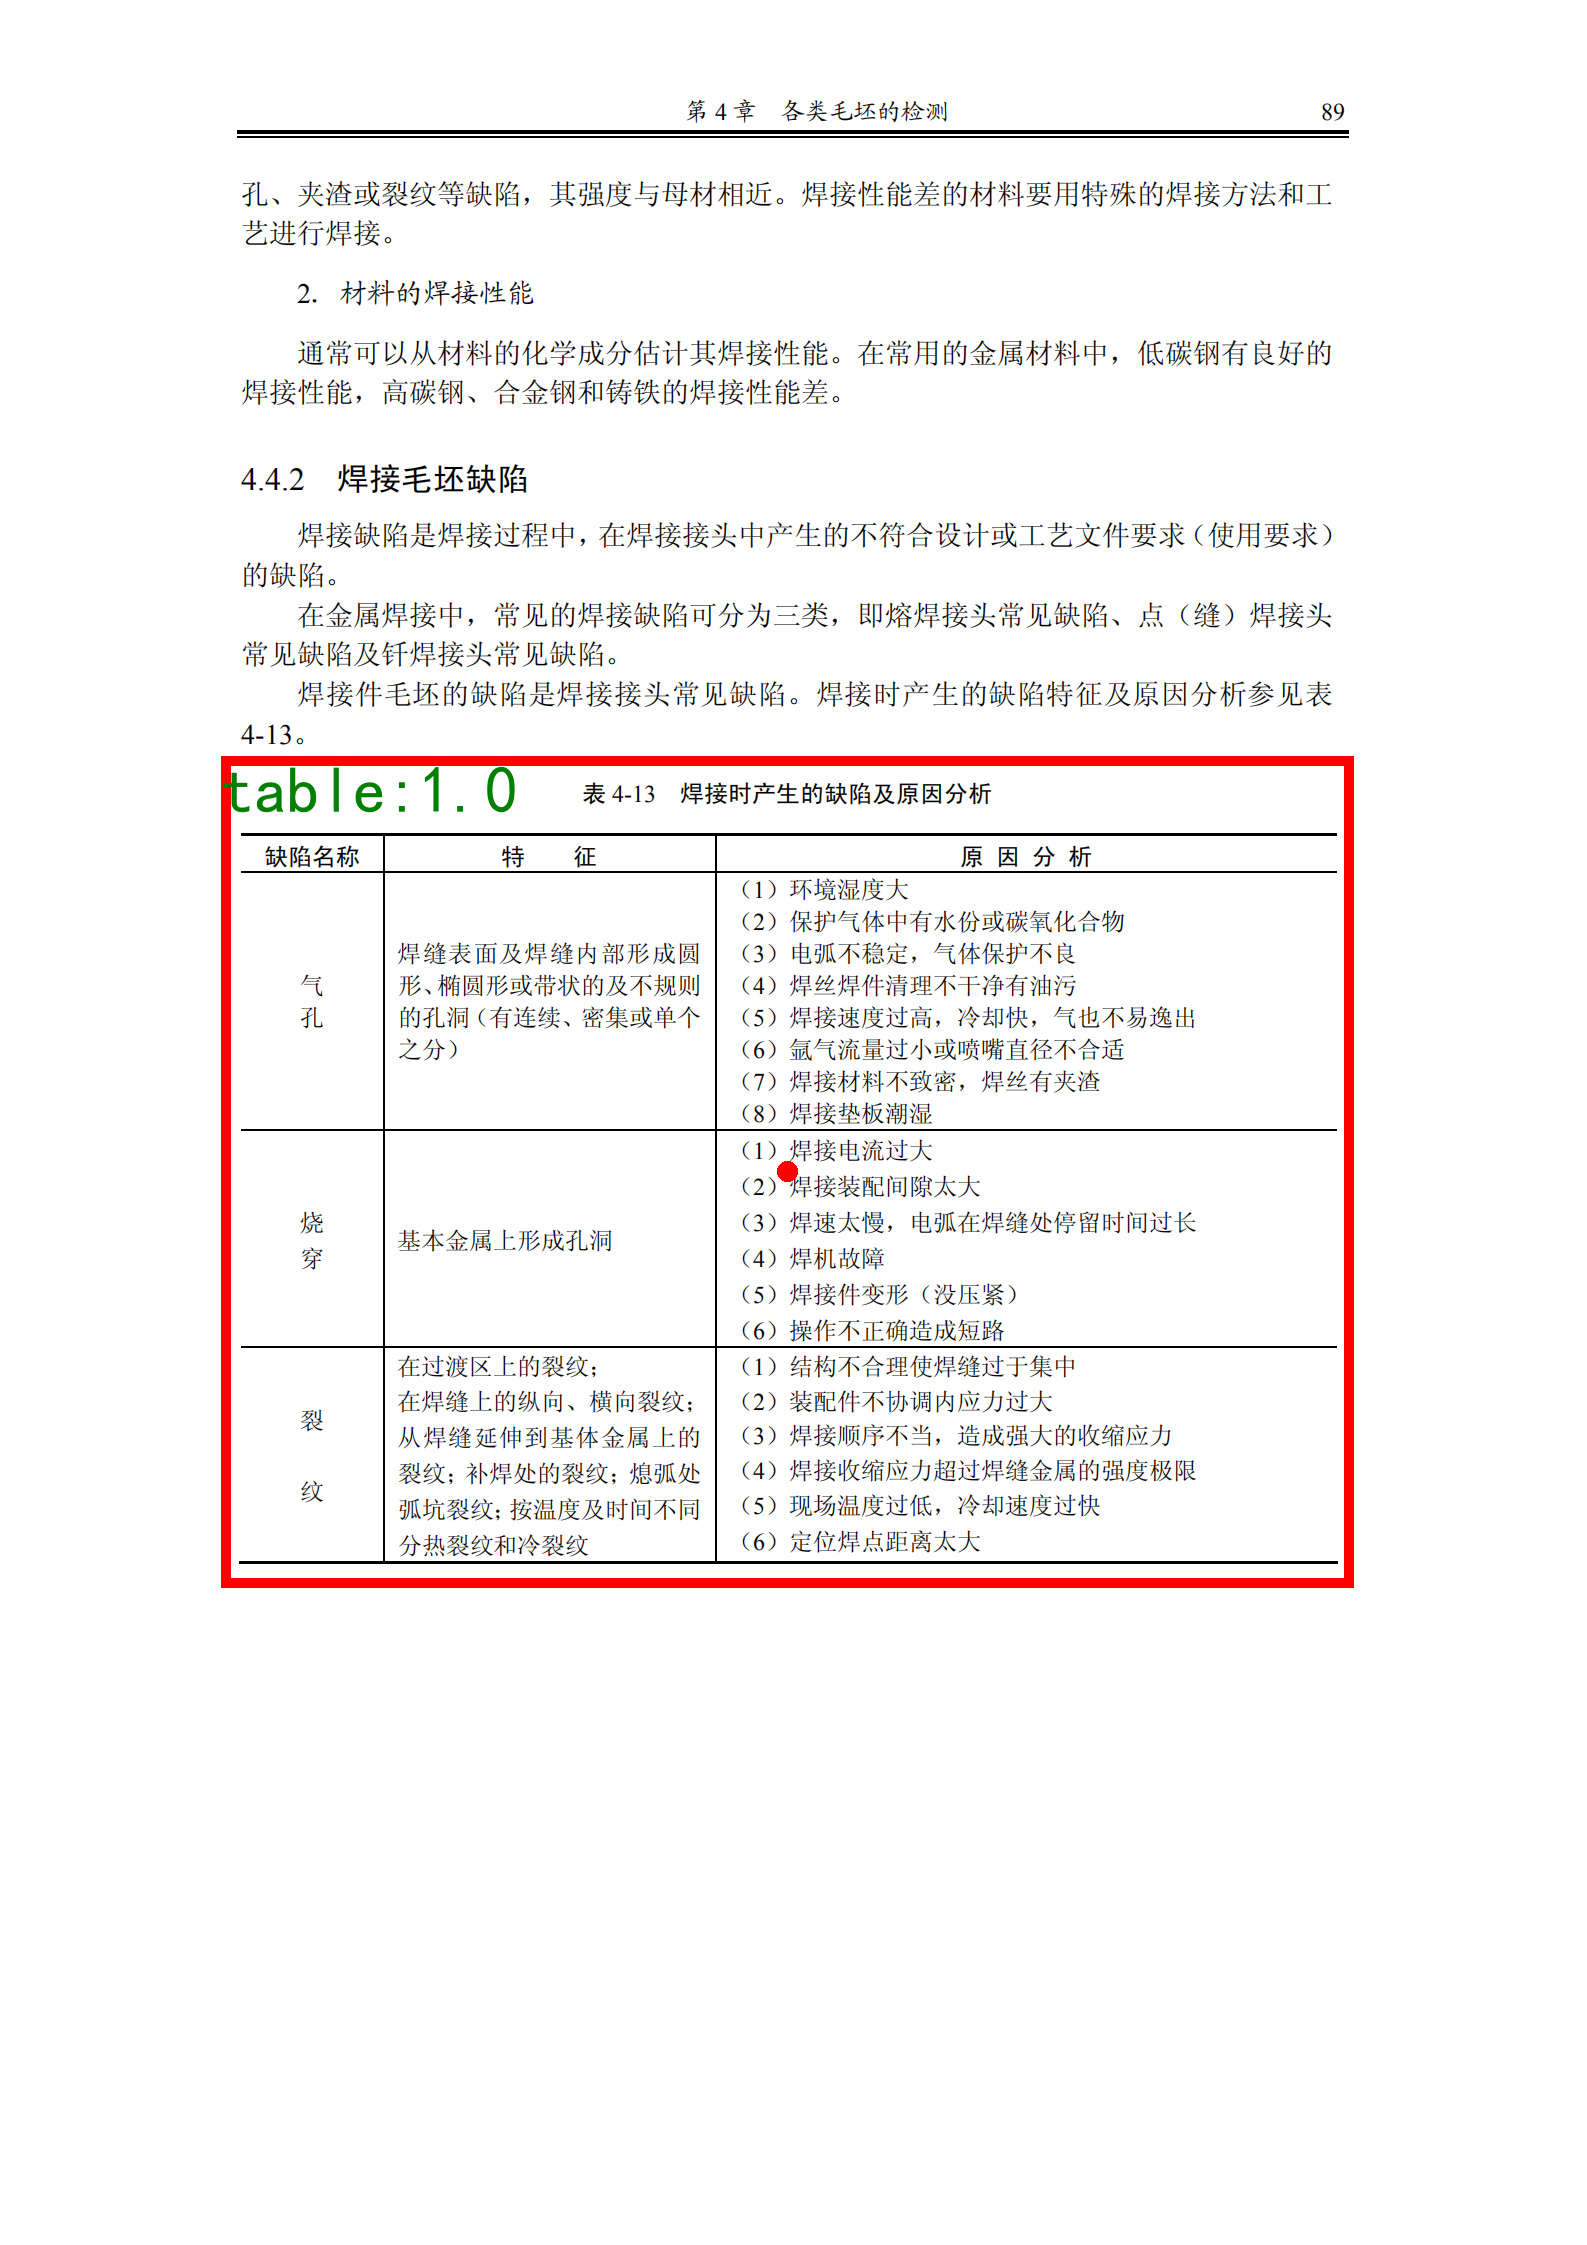 第 4 章　各类毛坯的检测　89
孔、夹渣或裂纹等缺陷，其强度与母材相近。焊接性能差的材料要用特殊的焊接方法和工
艺进行焊接。
2． 材料的焊接性能
通常可以从材料的化学成分估计其焊接性能。在常用的金属材料中，低碳钢有良好的
焊接性能，高碳钢、合金钢和铸铁的焊接性能差。
4.4.2　焊接毛坯缺陷
焊接缺陷是焊接过程中，在焊接接头中产生的不符合设计或工艺文件要求（使用要求）
的缺陷。
在金属焊接中，常见的焊接缺陷可分为三类，即熔焊接头常见缺陷、点（缝）焊接头
常见缺陷及钎焊接头常见缺陷。
焊接件毛坯的缺陷是焊接接头常见缺陷。焊接时产生的缺陷特征及原因分析参见表
4-13。
table:1.0
表 4-13　焊接时产生的缺陷及原因分析
缺陷名称　特　征　原 因 分 析
气
孔
焊缝表面及焊缝内部形成圆
形、椭圆形或带状的及不规则
的孔洞（有连续、密集或单个
之分）
（1）环境湿度大
（2）保护气体中有水份或碳氧化合物
（3）电弧不稳定，气体保护不良
（4）焊丝焊件清理不干净有油污
（5）焊接速度过高，冷却快，气也不易逸出
（6）氩气流量过小或喷嘴直径不合适
（7）焊接材料不致密，焊丝有夹渣
（8）焊接垫板潮湿
烧
穿
基本金属上形成孔洞
（1）焊接电流过大
（2）焊接装配间隙太大
（3）焊速太慢，电弧在焊缝处停留时间过长
（4）焊机故障
（5）焊接件变形（没压紧）
（6）操作不正确造成短路
裂
纹
在过渡区上的裂纹；
在焊缝上的纵向、横向裂纹；
从焊缝延伸到基体金属上的
裂纹；补焊处的裂纹；熄弧处
弧坑裂纹；按温度及时间不同
分热裂纹和冷裂纹
（1）结构不合理使焊缝过于集中
（2）装配件不协调内应力过大
（3）焊接顺序不当，造成强大的收缩应力
（4）焊接收缩应力超过焊缝金属的强度极限
（5）现场温度过低，冷却速度过快
（6）定位焊点距离太大